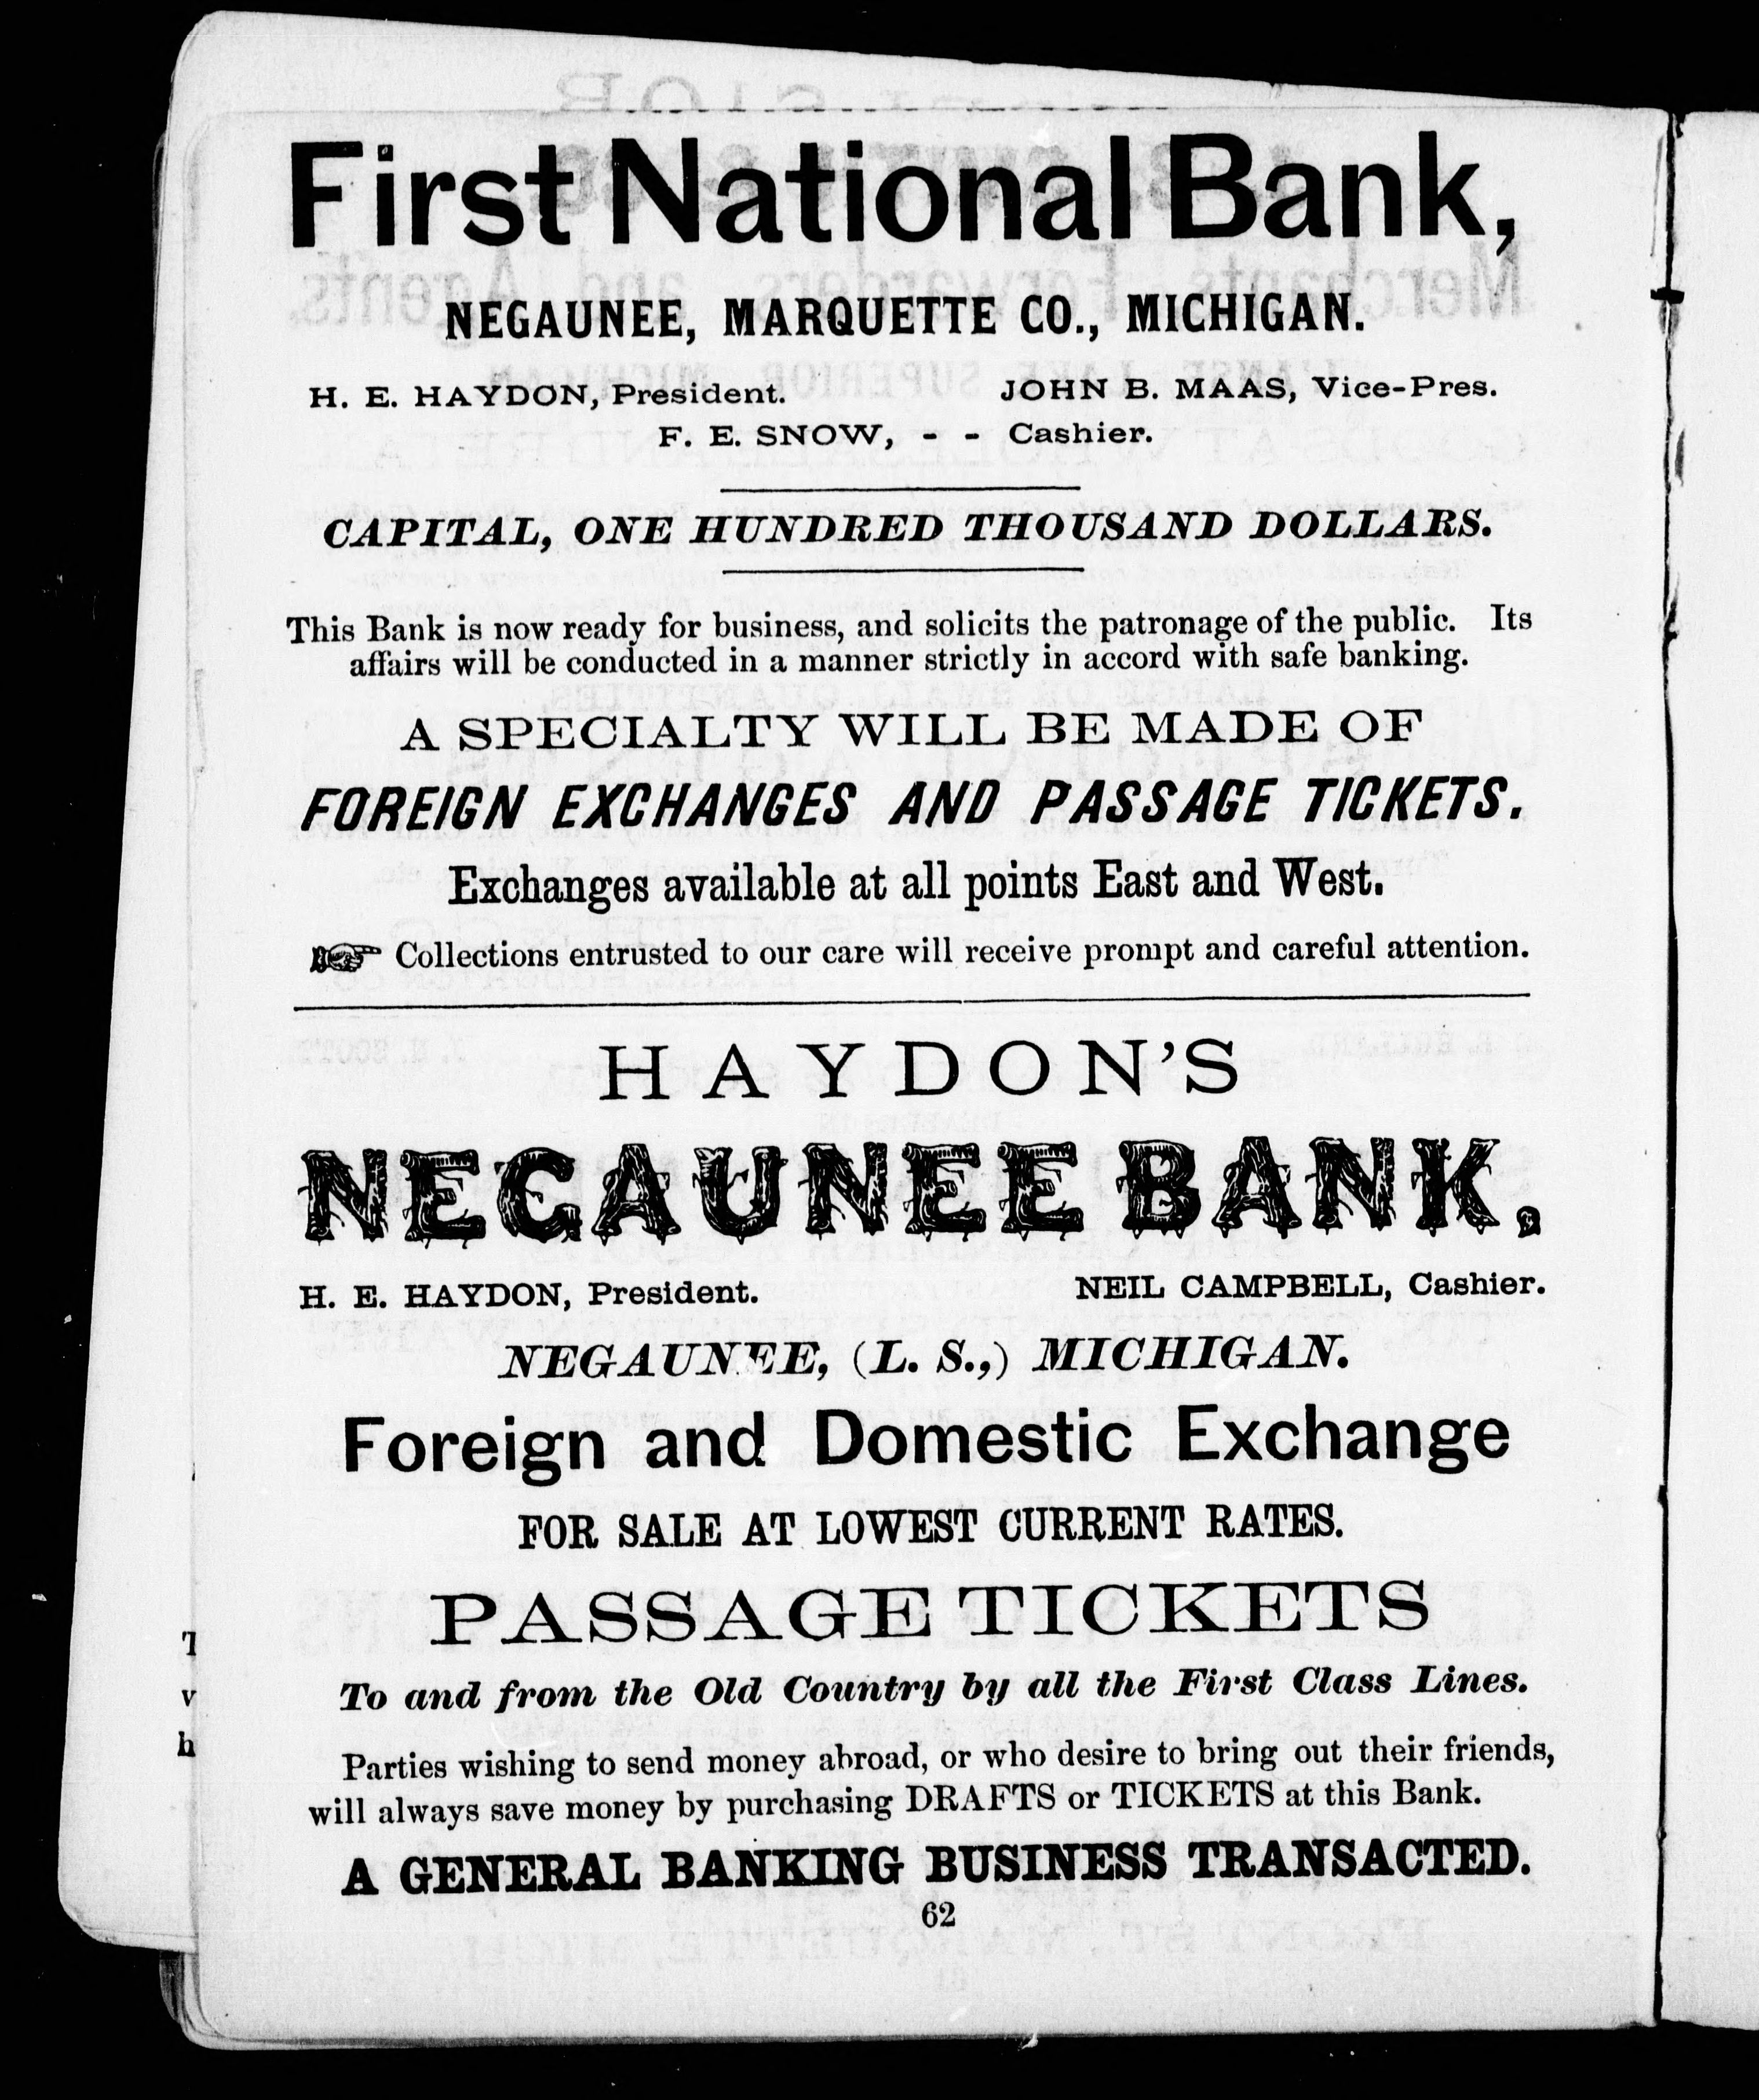 First National Bank,
NEGAUNEE, MARQUETTE CO., MICHIGAN.
H. E. HAYDON, President. JOHN B. MAAS, Vice-Pres.
F. E. SNOW, - - Cashier.
CAPITAL, ONE HUNDRED THOUSAND DOLLARS.
This Bank is now ready for business, and solicits the patronage of the public. Its
affairs will be conducted in a manner strictly in accord with safe banking.
A SPECIALTY WILL BE MADE OF
FOREIGN EXCHANGES AND PASSAGE TICKETS.
Exchanges available at all points East and West.
☞ Collections entrusted to our care will receive prompt and careful attention.
HAYDON'S
NEGAUNEE BANK,
H. E. HAYDON, President. NEIL CAMPBELL, Cashier.
NEGAUNEE, (L. S.,) MICHIGAN.
Foreign and Domestic Exchange
FOR SALE AT LOWEST CURRENT RATES.
PASSAGE TICKETS
To and from the Old Country by all the First Class Lines.
Parties wishing to send money abroad, or who desire to bring out their friends,
will always save money by purchasing DRAFTS or TICKETS at this Bank.
A GENERAL BANKING BUSINESS TRANSACTED.
62